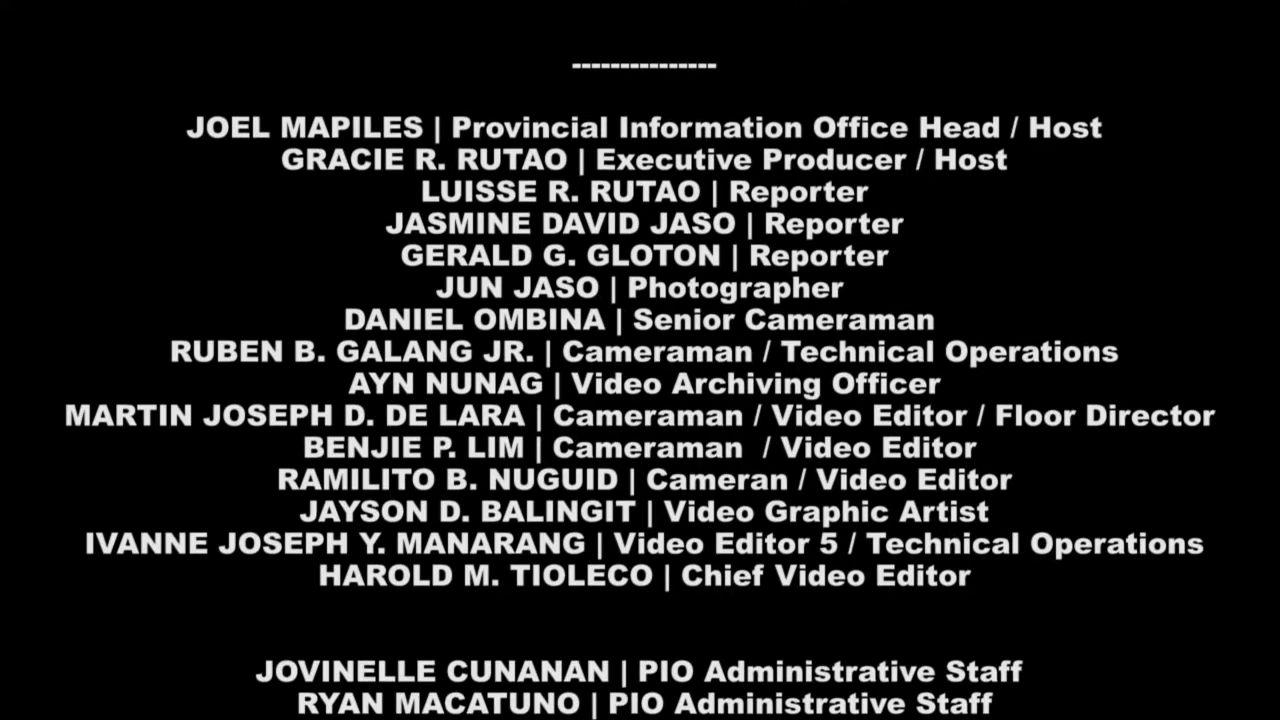 ---------------
JOEL MAPILES | Provincial Information Office Head / Host
GRACIE R. RUTAO | Executive Producer / Host
LUISSE R. RUTAO | Reporter
JASMINE DAVID JASO | Reporter
GERALD G. GLOTON | Reporter
JUN JASO | Photographer
DANIEL OMBINA | Senior Cameraman
RUBEN B. GALANG JR. | Cameraman / Technical Operations
AYN NUNAG | Video Archiving Officer
MARTIN JOSEPH D. DE LARA | Cameraman / Video Editor / Floor Director
BENJIE P. LIM | Cameraman  / Video Editor
RAMILITO B. NUGUID | Cameran / Video Editor
JAYSON D. BALINGIT | Video Graphic Artist
IVANNE JOSEPH Y. MANARANG | Video Editor 5 / Technical Operations
HAROLD M. TIOLECO | Chief Video Editor
JOVINELLE CUNANAN | PIO Administrative Staff
RYAN MACATUNO | PIO Administrative Staff